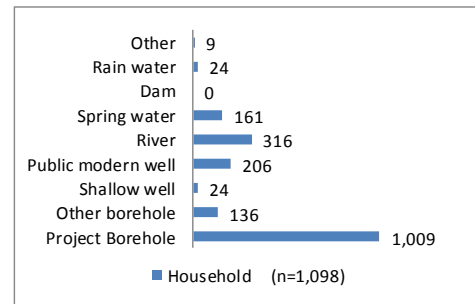 Other 9
Rain water 24
Dam 0
Spring water 161
River 316
Public modern well 206
Shallow well 24
Other borehole 136
Project Borehole 1,009
Household (n=1,098)